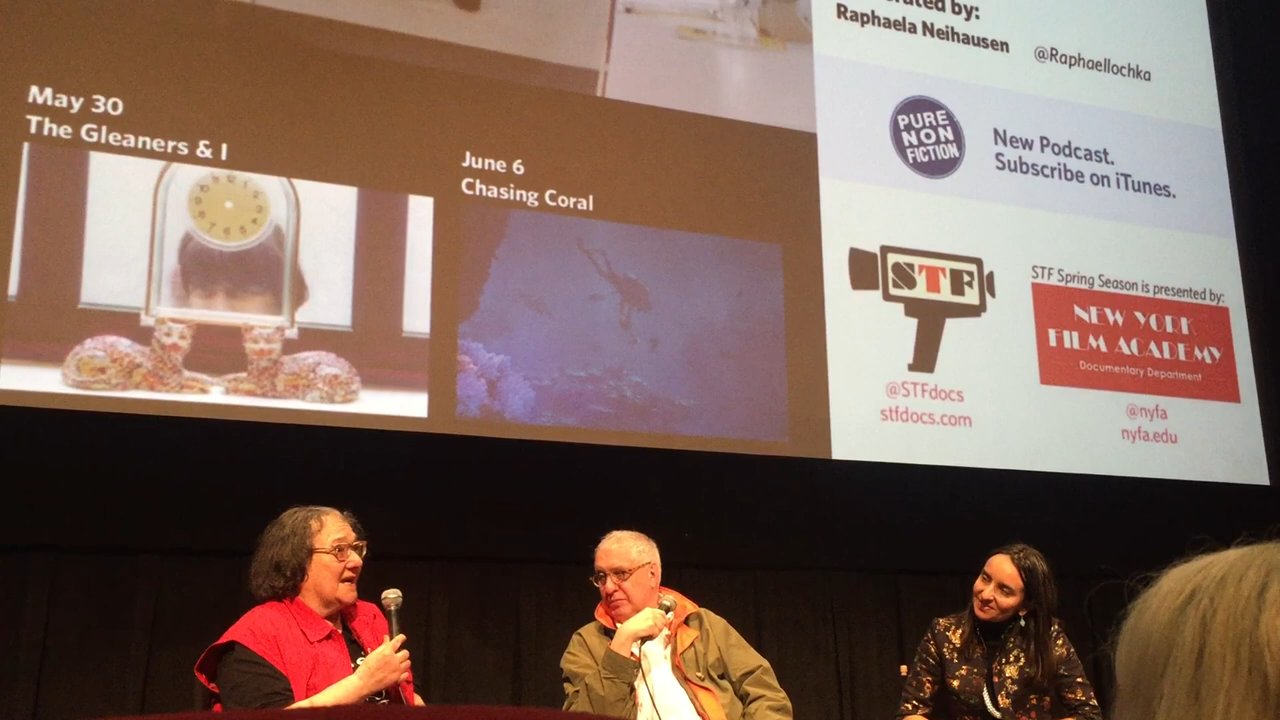 May 30
The Gleaners & I
June 6
Chasing Coral
by:
Raphaela Neihausen
@Raphaellochka
PURE
NON
FICTION
New Podcast.
Subscribe on iTunes.
STF
@STFdocs
stfdocs.com
STF Spring Season is presented by:
NEW YORK
FILM ACADEMY
Documentary Department
@nyfa
nyfa.edu